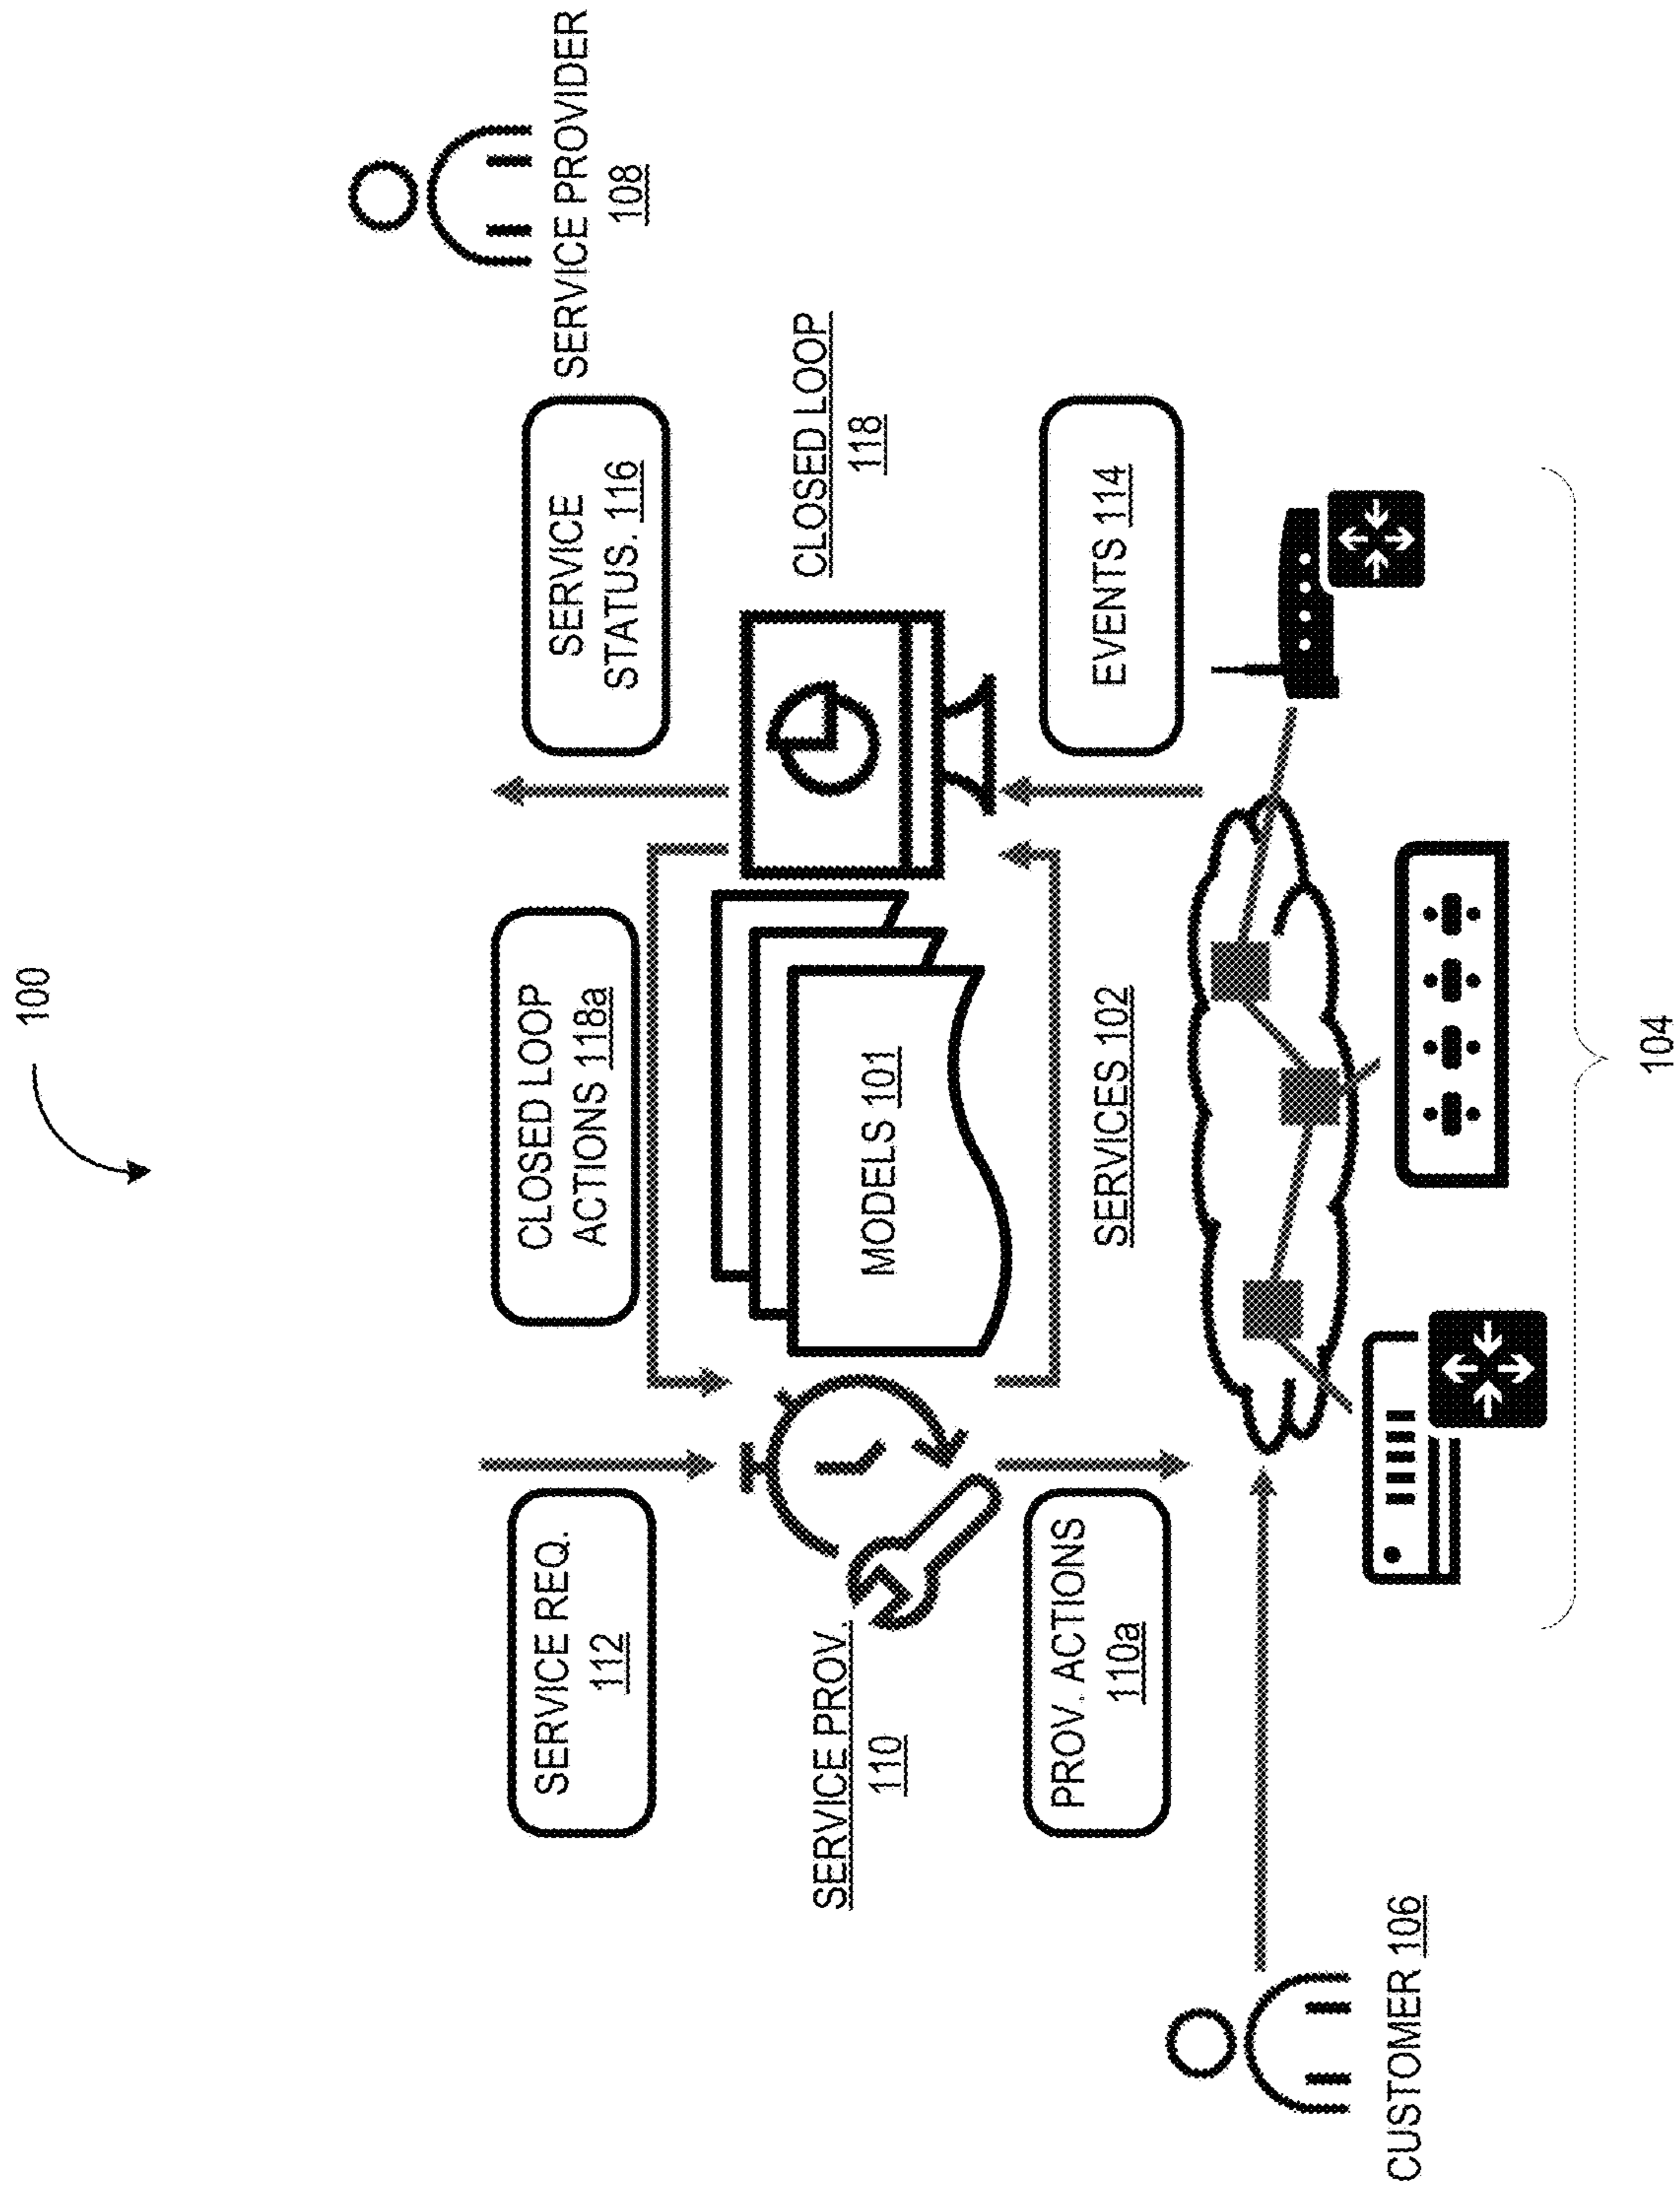 100
SERVICE PROVIDER
108
SERVICE REQ.
112
CLOSED LOOP
ACTIONS 118a
SERVICE
STATUS. 116
SERVICE PROV.
110
MODELS 101
CLOSED LOOP
118
PROV. ACTIONS
110a
SERVICES 102
EVENTS 114
CUSTOMER 106
104